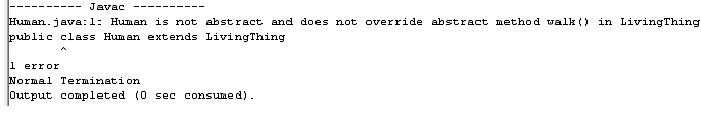 ---------- Javac ----------
Human.java:1: Human is not abstract and does not override abstract method walk() in LivingThing
public class Human extends LivingThing
^
1 error
Normal Termination
Output completed (0 sec consumed).